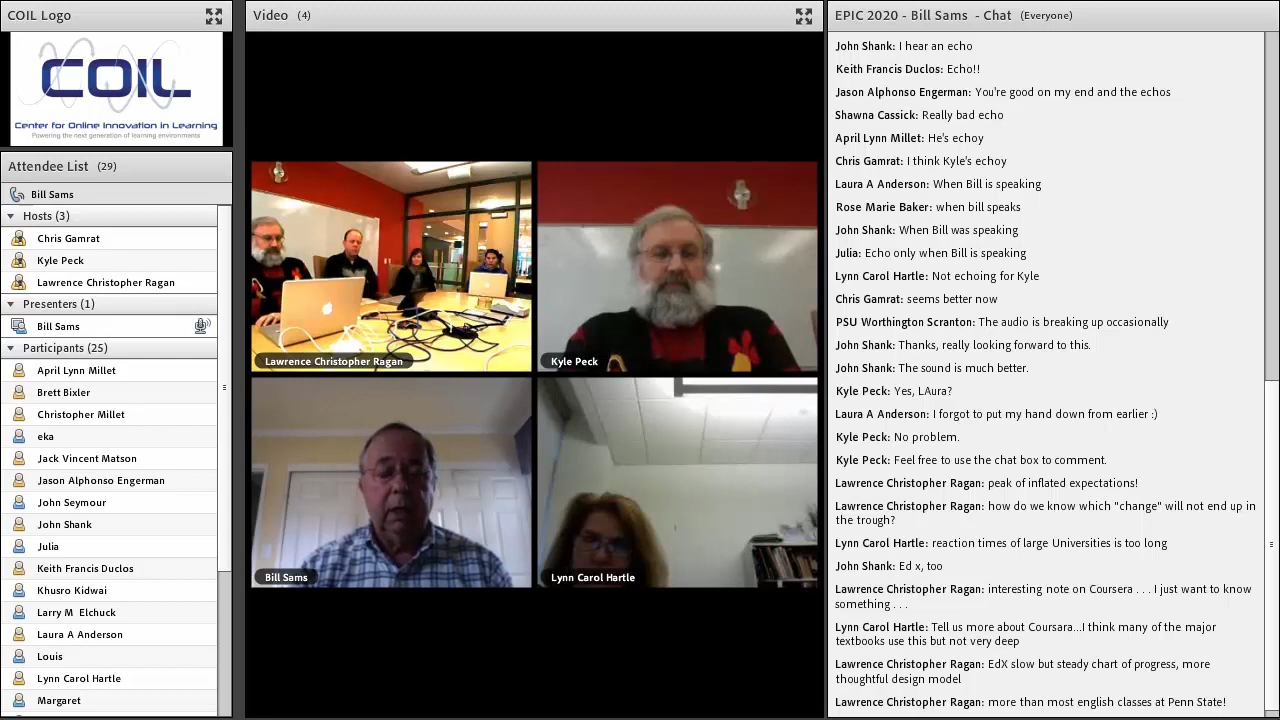 COIL Logo
COIL
Center for Online Innovation in Learning
Powering the next generation of learning environments
Attendee List (29)
Bill Sams
Hosts (3)
Chris Gamrat
Kyle Peck
Lawrence Christopher Ragan
Presenters (1)
Bill Sams
Participants (25)
April Lynn Millet
Brett Bixler
Christopher Millet
eka
Jack Vincent Matson
Jason Alphonso Engerman
John Seymour
John Shank
Julia
Keith Francis Duclos
Khusro Kidwai
Larry M Elchuck
Laura A Anderson
Louis
Lynn Carol Hartle
Margaret
Video (4)
Lawrence Christopher Ragan
Kyle Peck
Bill Sams
Lynn Carol Hartle
EPIC 2020 - Bill Sams - Chat (Everyone)
John Shank: I hear an echo
Keith Francis Duclos: Echo!!
Jason Alphonso Engerman: You're good on my end and the echos
Shawna Cassick: Really bad echo
April Lynn Millet: He's echoy
Chris Gamrat: I think Kyle's echoy
Laura A Anderson: When Bill is speaking
Rose Marie Baker: when bill speaks
John Shank: When Bill was speaking
Julia: Echo only when Bill is speaking
Lynn Carol Hartle: Not echoing for Kyle
Chris Gamrat: seems better now
PSU Worthington Scranton: The audio is breaking up occasionally
John Shank: Thanks, really looking forward to this.
John Shank: The sound is much better.
Kyle Peck: Yes, LAura?
Laura A Anderson: I forgot to put my hand down from earlier :)
Kyle Peck: No problem.
Kyle Peck: Feel free to use the chat box to comment.
Lawrence Christopher Ragan: peak of inflated expecations!
Lawrence Christopher Ragan: how do we know which "change" will not end up in
the trough?
Lynn Carol Hartle: reaction times of large Universities is too long
John Shank: Ed x, too
Lawrence Christopher Ragan: interesting note on Coursera . . . I just want to know
something . . .
Lynn Carol Hartle: Tell us more about Coursara...I think many of the major
textbooks use this but not very deep
Lawrence Christopher Ragan: EdX slow but steady chart of progress, more
thoughtful design model
Lawrence Christopher Ragan: more than most english classes at Penn State!